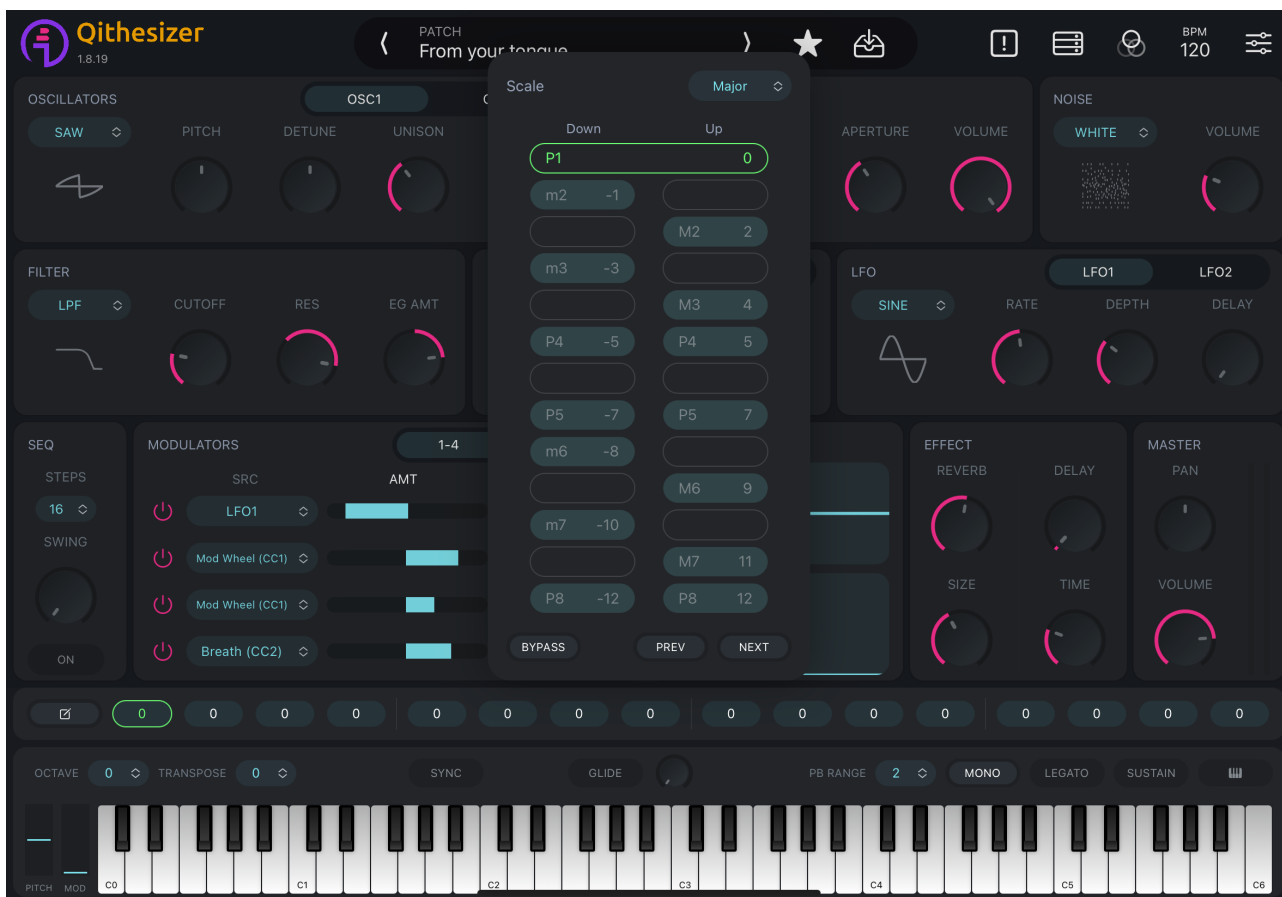 Qithesizer
1.8.19
PATCH
From your tongue
BPM
120
OSCILLATORS
OSC1
SAW
PITCH
DETUNE
UNISON
APERTURE
VOLUME
NOISE
WHITE
VOLUME
Scale
Major
Down
Up
P1 0
m2 -1
M2 2
m3 -3
M3 4
P4 -5
P4 5
P5 -7
P5 7
m6 -8
M6 9
m7 -10
M7 11
P8 -12
P8 12
BYPASS
PREV
NEXT
FILTER
LPF
CUTOFF
RES
EG AMT
LFO
LFO1
LFO2
SINE
RATE
DEPTH
DELAY
SEQ
STEPS
16
SWING
ON
MODULATORS
1-4
SRC
AMT
LFO1
Mod Wheel (CC1)
Mod Wheel (CC1)
Breath (CC2)
EFFECT
REVERB
DELAY
SIZE
TIME
MASTER
PAN
VOLUME
0 0 0 0 0 0 0 0 0 0 0 0 0 0 0 0
OCTAVE 0
TRANSPOSE 0
SYNC
GLIDE
PB RANGE 2
MONO
LEGATO
SUSTAIN
PITCH
MOD
C0
C1
C2
C3
C4
C5
C6